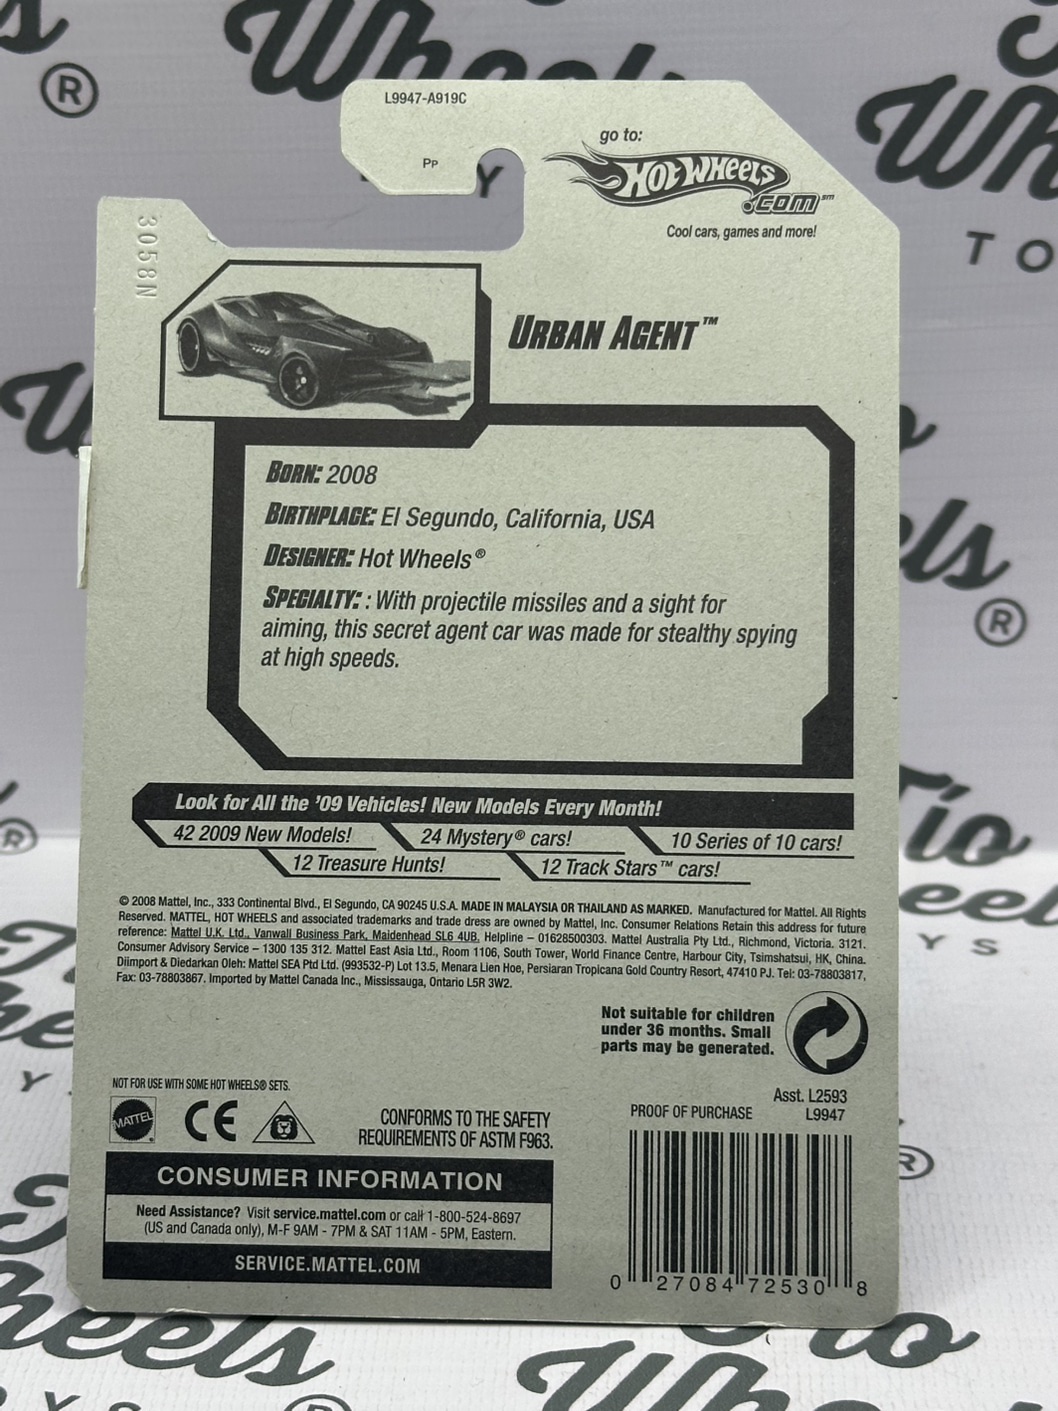 L9947-A919C
PP
go to:
HOT WHEELS
.com℠
Cool cars, games and more!
3058N
URBAN AGENT™
BORN: 2008
BIRTHPLACE: El Segundo, California, USA
DESIGNER: Hot Wheels®
SPECIALTY: : With projectile missiles and a sight for
aiming, this secret agent car was made for stealthy spying
at high speeds.
Look for All the '09 Vehicles! New Models Every Month!
42 2009 New Models!
24 Mystery® cars!
10 Series of 10 cars!
12 Treasure Hunts!
12 Track Stars™ cars!
© 2008 Mattel, Inc., 333 Continental Blvd., El Segundo, CA 90245 U.S.A. MADE IN MALAYSIA OR THAILAND AS MARKED. Manufactured for Mattel. All Rights
Reserved. MATTEL, HOT WHEELS and associated trademarks and trade dress are owned by Mattel, Inc. Consumer Relations Retain this address for future
reference: Mattel U.K. Ltd., Vanwall Business Park, Maidenhead SL6 4UB. Helpline – 01628500303. Mattel Australia Pty Ltd., Richmond, Victoria. 3121.
Consumer Advisory Service – 1300 135 312. Mattel East Asia Ltd., Room 1106, South Tower, World Finance Centre, Harbour City, Tsimshatsui, HK, China.
Diimport & Diedarkan Oleh: Mattel SEA Ptd Ltd. (993532-P) Lot 13.5, Menara Lien Hoe, Persiaran Tropicana Gold Country Resort, 47410 PJ. Tel: 03-78803817,
Fax: 03-78803867. Imported by Mattel Canada Inc., Mississauga, Ontario L5R 3W2.
Not suitable for children
under 36 months. Small
parts may be generated.
NOT FOR USE WITH SOME HOT WHEELS® SETS.
MATTEL
CE
CONFORMS TO THE SAFETY
REQUIREMENTS OF ASTM F963.
Asst. L2593
PROOF OF PURCHASE L9947
CONSUMER INFORMATION
Need Assistance? Visit service.mattel.com or call 1-800-524-8697
(US and Canada only), M-F 9AM - 7PM & SAT 11AM - 5PM, Eastern.
SERVICE.MATTEL.COM
0 27084 72530 8